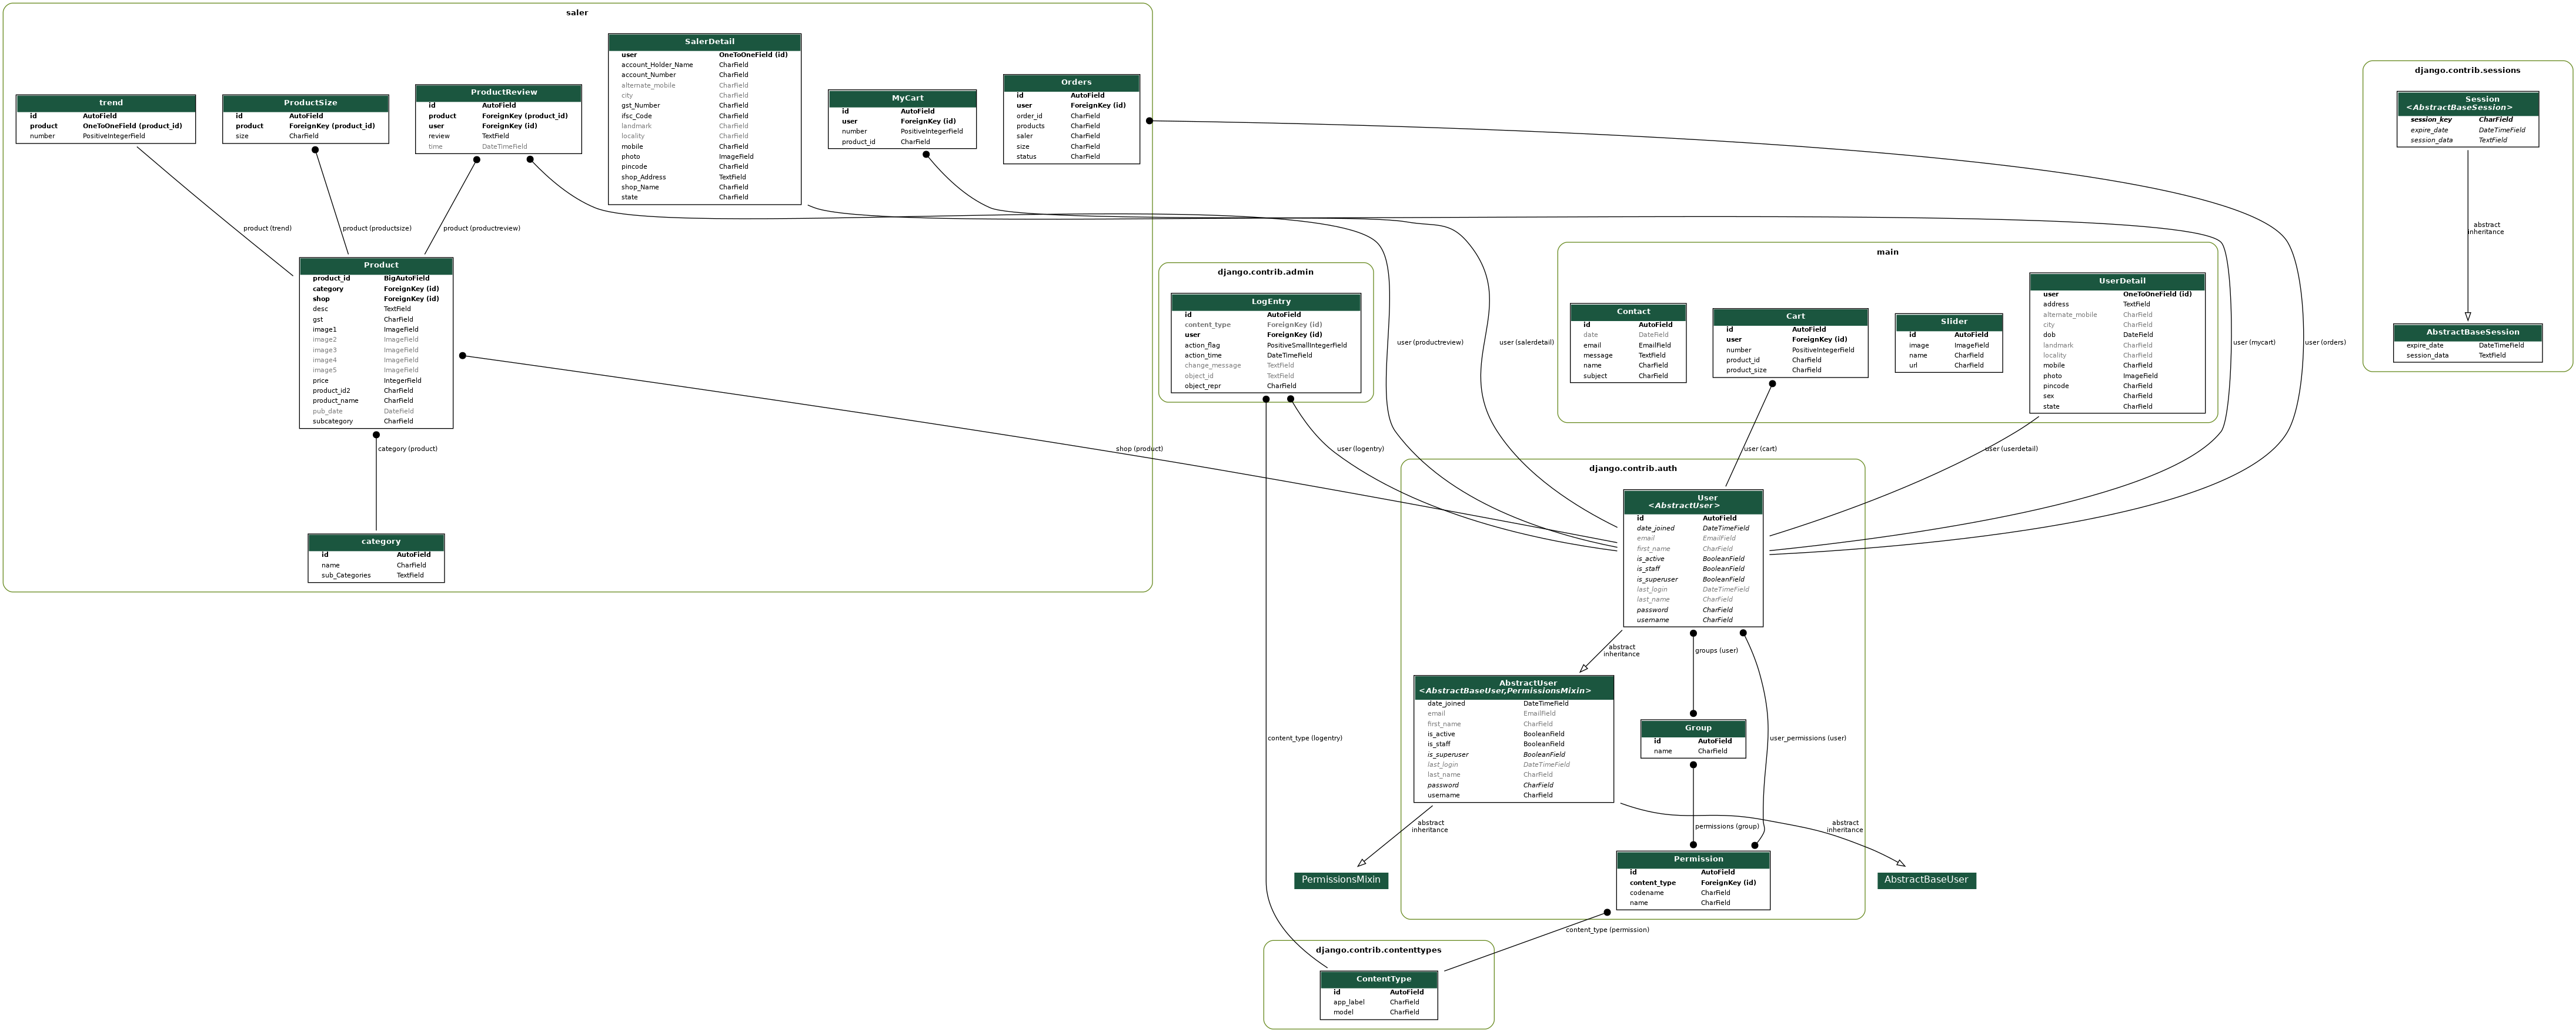 saler
trend
id AutoField
product OneToOneField (product_id)
number PositiveIntegerField
ProductSize
id AutoField
product ForeignKey (product_id)
size CharField
ProductReview
id AutoField
product ForeignKey (product_id)
user ForeignKey (id)
review TextField
time DateTimeField
SalerDetail
user OneToOneField (id)
account_Holder_Name CharField
account_Number CharField
alternate_mobile CharField
city CharField
gst_Number CharField
ifsc_Code CharField
landmark CharField
locality CharField
mobile CharField
photo ImageField
pincode CharField
shop_Address TextField
shop_Name CharField
state CharField
MyCart
id AutoField
user ForeignKey (id)
number PositiveIntegerField
product_id CharField
Orders
id AutoField
user ForeignKey (id)
order_id CharField
products CharField
saler CharField
size CharField
status CharField
product (trend)
product (productsize)
product (productreview)
Product
product_id BigAutoField
category ForeignKey (id)
shop ForeignKey (id)
desc TextField
gst CharField
image1 ImageField
image2 ImageField
image3 ImageField
image4 ImageField
image5 ImageField
price IntegerField
product_id2 CharField
product_name CharField
pub_date DateField
subcategory CharField
category (product)
shop (product)
category
id AutoField
name CharField
sub_Categories TextField
django.contrib.admin
LogEntry
id AutoField
content_type ForeignKey (id)
user ForeignKey (id)
action_flag PositiveSmallIntegerField
action_time DateTimeField
change_message TextField
object_id TextField
object_repr CharField
user (logentry)
content_type (logentry)
user (productreview)
user (salerdetail)
main
Contact
id AutoField
date DateField
email EmailField
message TextField
name CharField
subject CharField
Cart
id AutoField
user ForeignKey (id)
number PositiveIntegerField
product_id CharField
product_size CharField
Slider
id AutoField
image ImageField
name CharField
url CharField
UserDetail
user OneToOneField (id)
address TextField
alternate_mobile CharField
city CharField
dob DateField
landmark CharField
locality CharField
mobile CharField
photo ImageField
pincode CharField
sex CharField
state CharField
user (mycart)
user (orders)
user (cart)
user (userdetail)
django.contrib.sessions
Session
<AbstractBaseSession>
session_key CharField
expire_date DateTimeField
session_data TextField
abstract
inheritance
AbstractBaseSession
expire_date DateTimeField
session_data TextField
django.contrib.auth
User
<AbstractUser>
id AutoField
date_joined DateTimeField
email EmailField
first_name CharField
is_active BooleanField
is_staff BooleanField
is_superuser BooleanField
last_login DateTimeField
last_name CharField
password CharField
username CharField
abstract
inheritance
groups (user)
user_permissions (user)
AbstractUser
<AbstractBaseUser,PermissionsMixin>
date_joined DateTimeField
email EmailField
first_name CharField
is_active BooleanField
is_staff BooleanField
is_superuser BooleanField
last_login DateTimeField
last_name CharField
password CharField
username CharField
Group
id AutoField
name CharField
abstract
inheritance
permissions (group)
abstract
inheritance
PermissionsMixin
Permission
id AutoField
content_type ForeignKey (id)
codename CharField
name CharField
AbstractBaseUser
content_type (permission)
django.contrib.contenttypes
ContentType
id AutoField
app_label CharField
model CharField